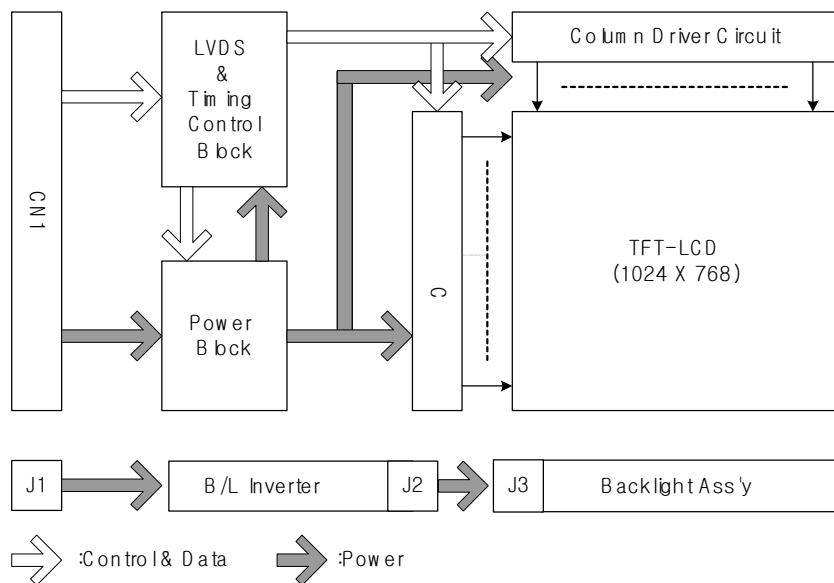 LVDS
&
Timing
Control
Block
Column Driver Circuit
CN1
TFT-LCD
(1024 X 768)
C
Power
Block
J1
B/L Inverter
J2
J3
Backlight Ass'y
:Control & Data
:Power